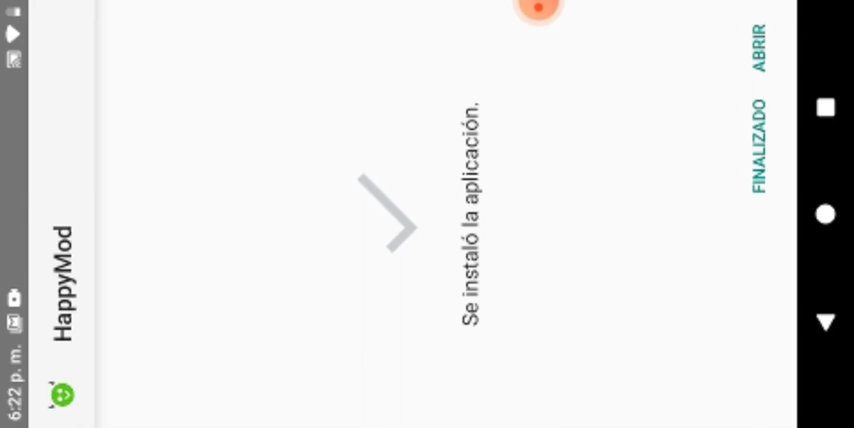 6:22 p. m.
HappyMod
Se instaló la aplicación.
FINALIZADO ABRIR